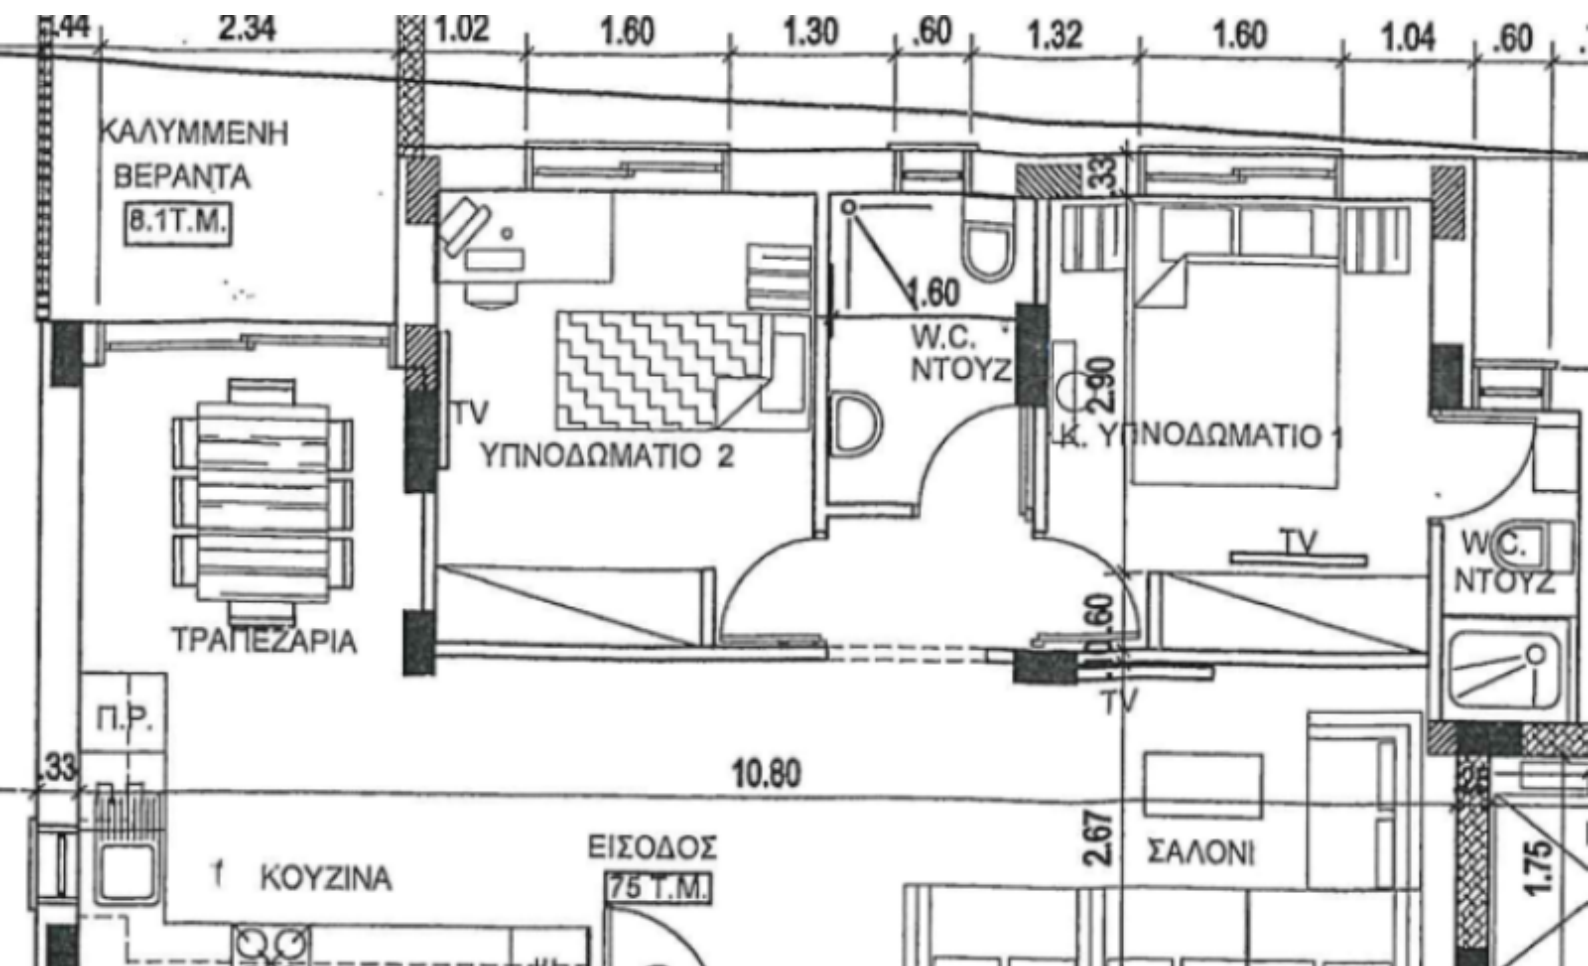 .44
2.34
1.02
1.60
1.30
.60
1.32
1.60
1.04
.60
ΚΑΛΥΜΜΕΝΗ
ΒΕΡΑΝΤΑ
8.1Τ.Μ.
.33
1.60
W.C.
ΝΤΟΥΖ
2.90
TV
ΥΠΝΟΔΩΜΑΤΙΟ 2
Κ. ΥΠΝΟΔΩΜΑΤΙΟ 1
TV
W.C.
ΝΤΟΥΖ
.60
ΤΡΑΠΕΖΑΡΙΑ
TV
Π.Ρ.
.33
10.80
2.67
ΣΑΛΟΝΙ
1.75
ΕΙΣΟΔΟΣ
75 Τ.Μ.
ΚΟΥΖΙΝΑ